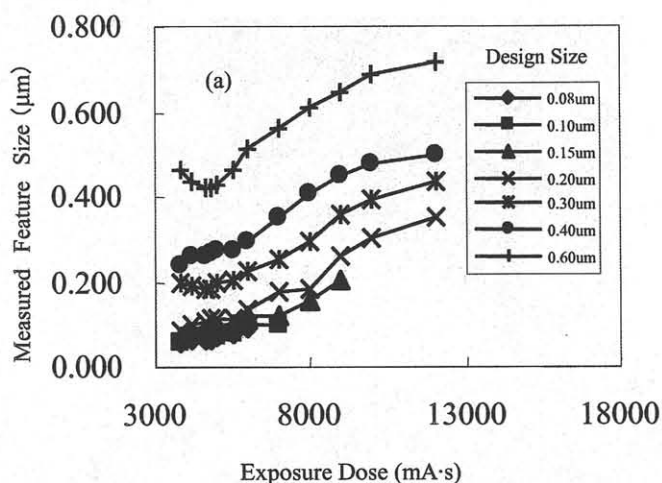 0.800
0.600
0.400
0.200
0.000
Measured Feature Size (μm)
(a)
Design Size
0.08um
0.10um
0.15um
0.20um
0.30um
0.40um
0.60um
3000
8000
13000
18000
Exposure Dose (mA·s)